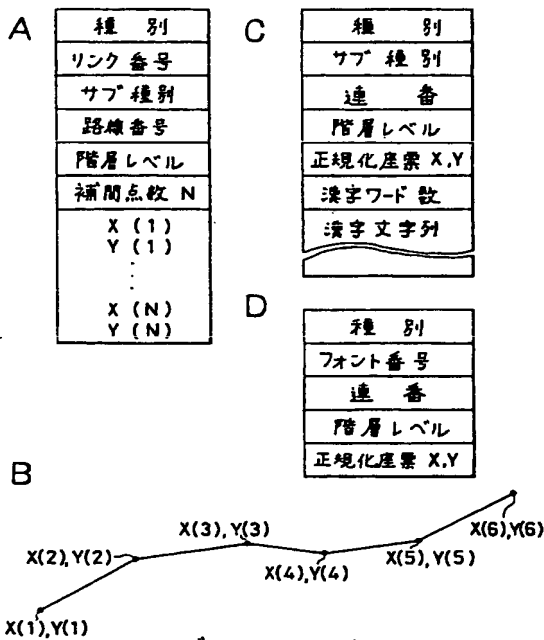 A
種 別
リンク番号
サブ種別
路線番号
階層レベル
補間点数 N
X (1)
Y (1)
X (N)
Y (N)
C
種 別
サブ種別
連 番
階層レベル
正規化座票 X,Y
漢字ワード数
漢字文字列
D
種 別
フォント番号
連 番
階層レベル
正規化座票 X,Y
B
X(1),Y(1)
X(2),Y(2)
X(3),Y(3)
X(4),Y(4)
X(5),Y(5)
X(6),Y(6)